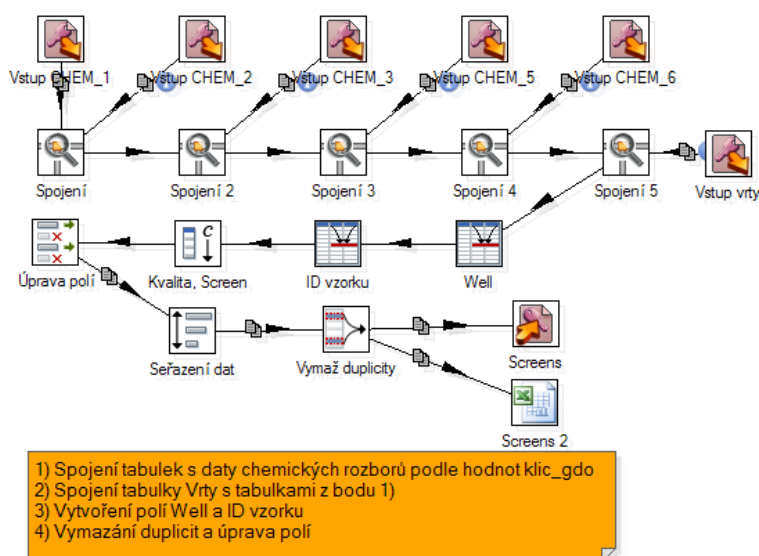 Vstup CHEM_1
Vstup CHEM_2
Vstup CHEM_3
Vstup CHEM_5
Vstup CHEM_6
Spojení
Spojení 2
Spojení 3
Spojení 4
Spojení 5
Vstup vrty
Úprava polí
Kvalita, Screen
ID vzorku
Well
Seřazení dat
Vymaž duplicity
Screens
Screens 2
1) Spojení tabulek s daty chemických rozborů podle hodnot klic_gdo
2) Spojení tabulky Vrty s tabulkami z bodu 1)
3) Vytvoření polí Well a ID vzorku
4) Vymazání duplicit a úprava polí